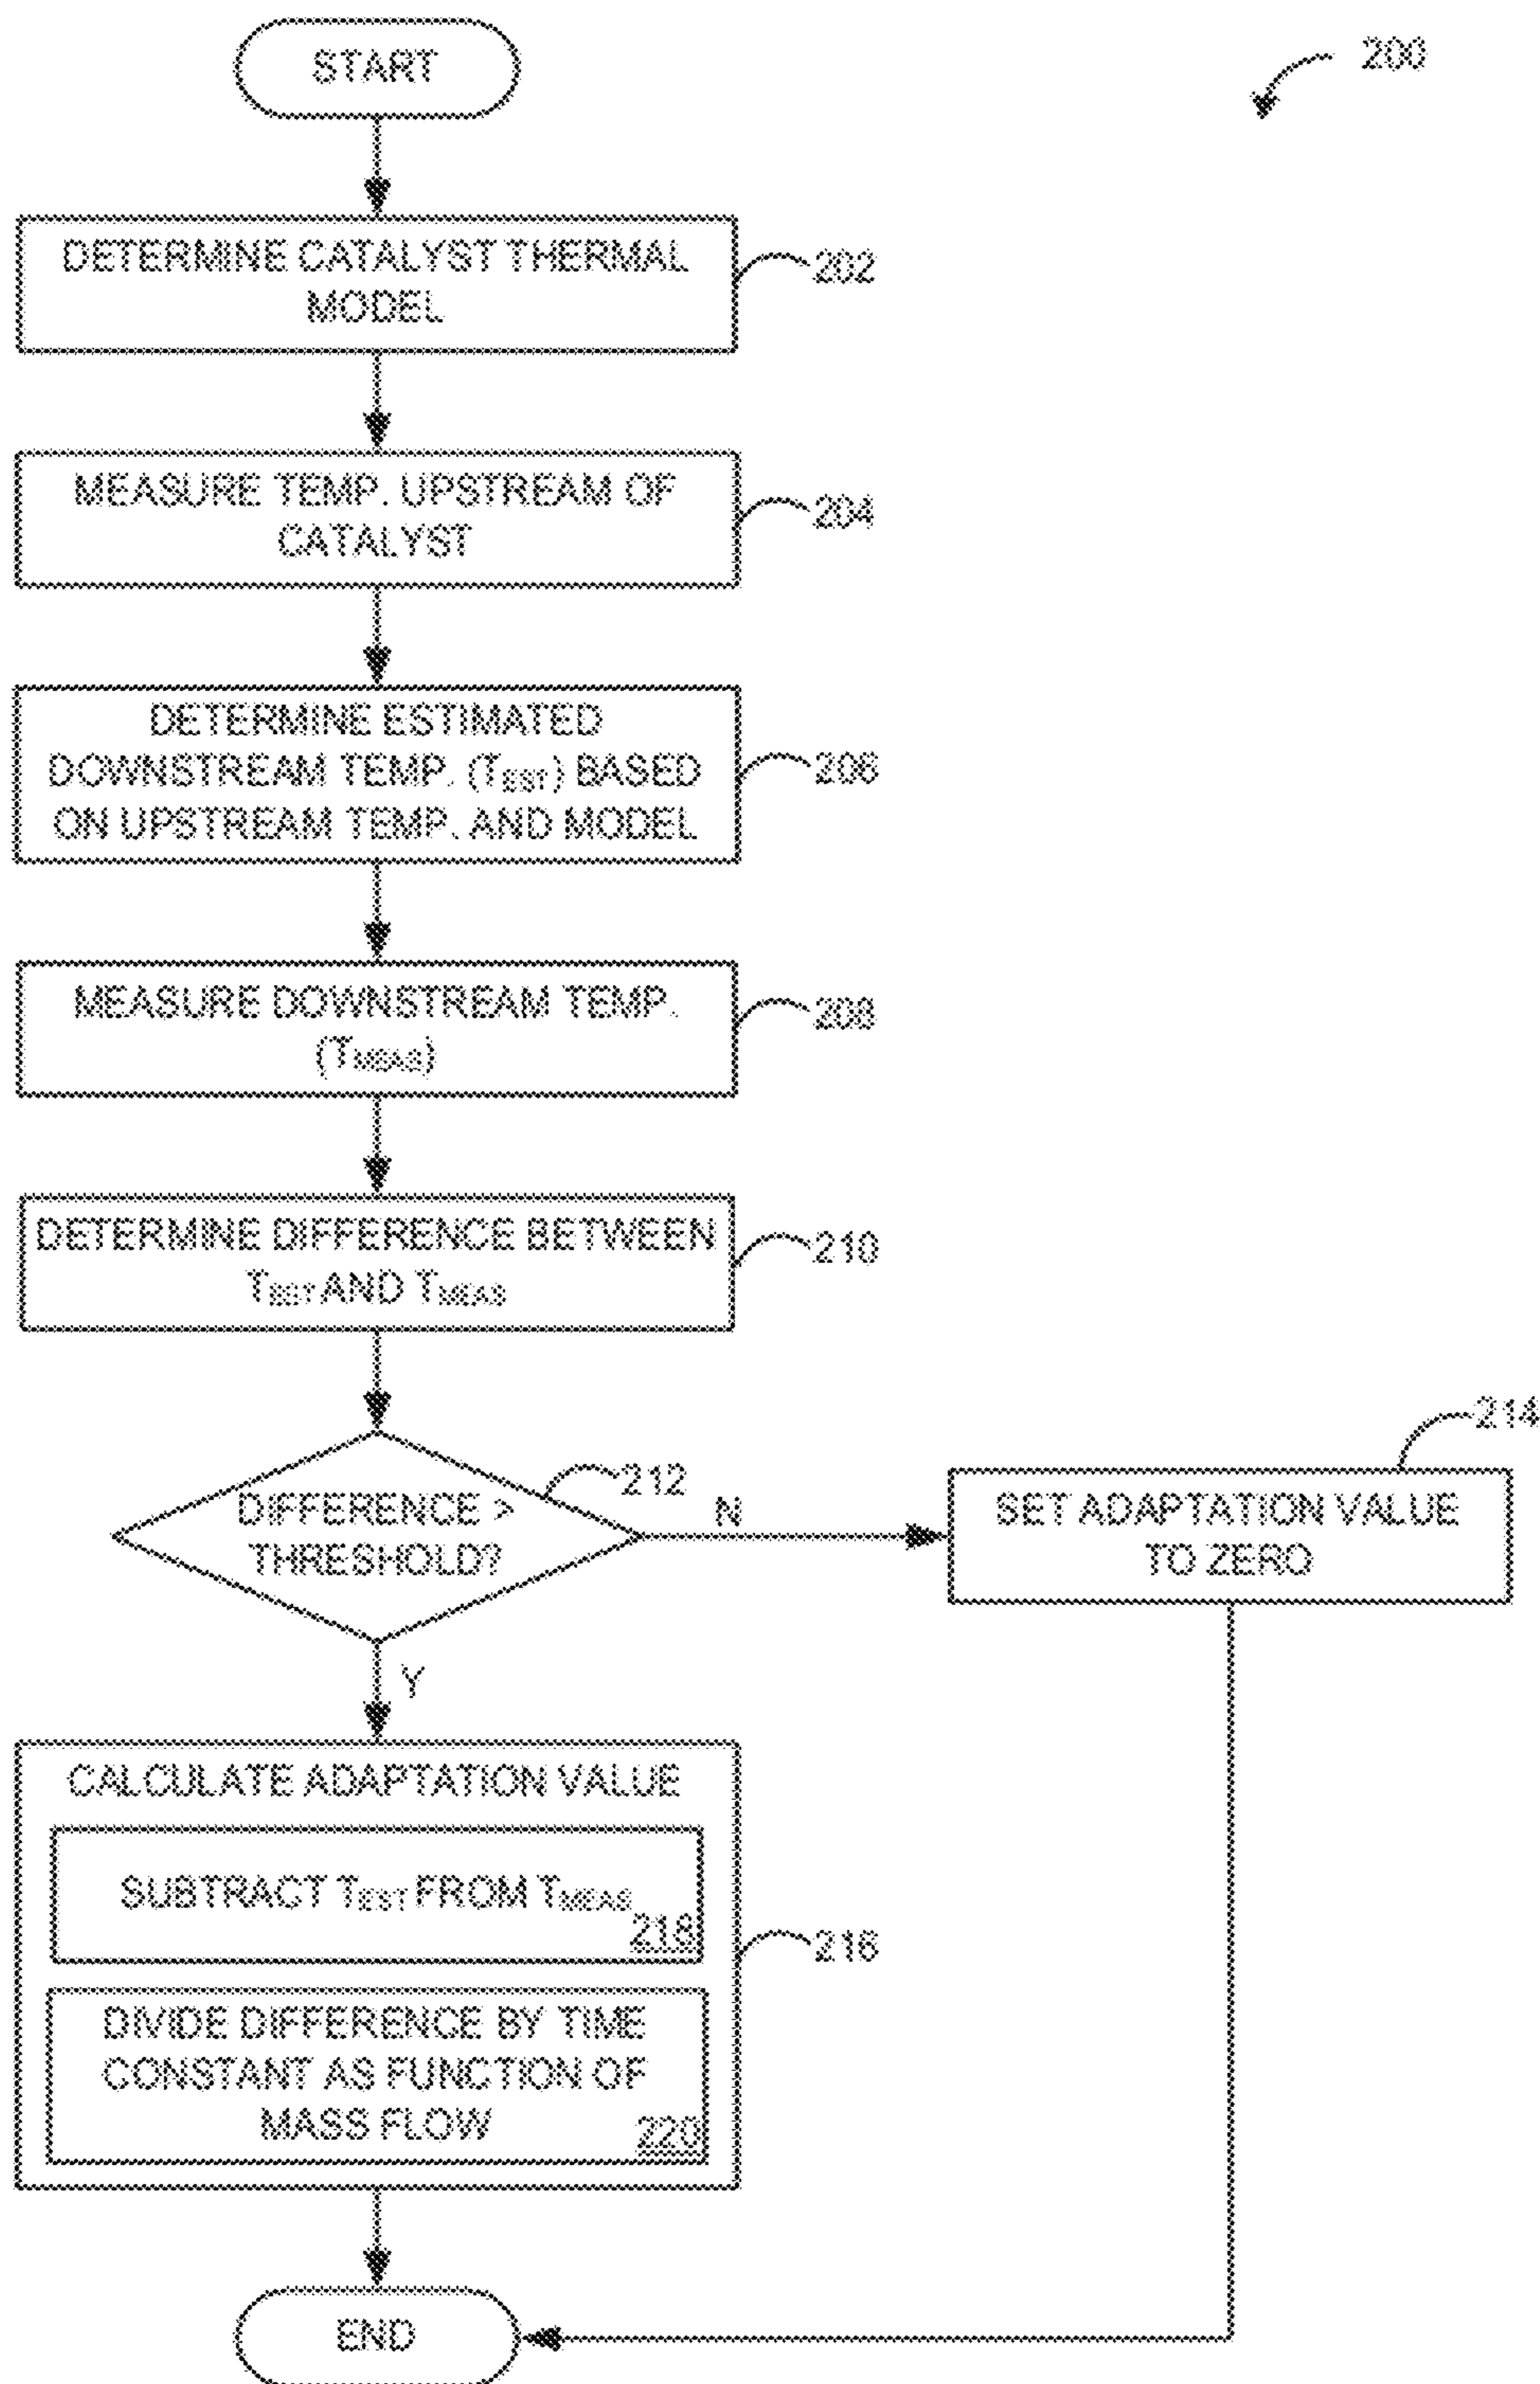 START
200
DETERMINE CATALYST THERMAL
MODEL
202
MEASURE TEMP. UPSTREAM OF
CATALYST
204
DETERMINE ESTIMATED
DOWNSTREAM TEMP. (TEST) BASED
ON UPSTREAM TEMP. AND MODEL
206
MEASURE DOWNSTREAM TEMP.
(TMEAS)
208
DETERMINE DIFFERENCE BETWEEN
TEST AND TMEAS
210
DIFFERENCE >
THRESHOLD?
212
N
SET ADAPTATION VALUE
TO ZERO
214
Y
CALCULATE ADAPTATION VALUE
SUBTRACT TEST FROM TMEAS
218
216
DIVIDE DIFFERENCE BY TIME
CONSTANT AS FUNCTION OF
MASS FLOW
220
END